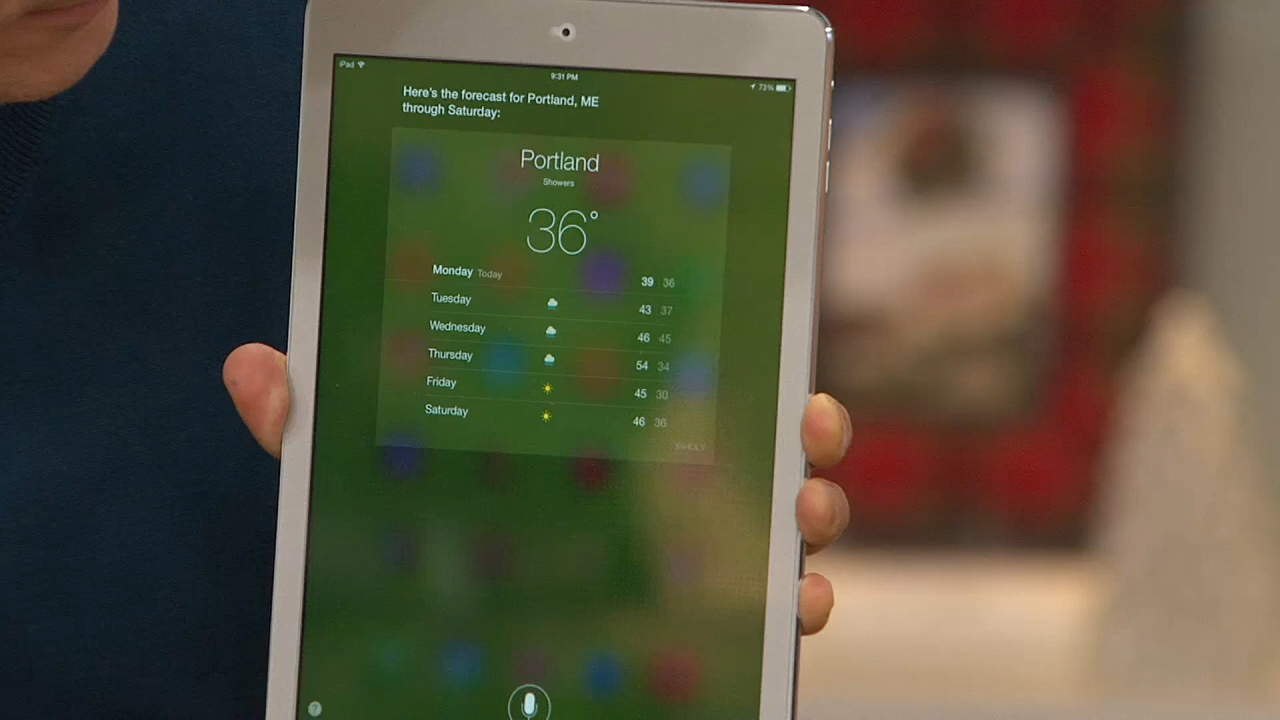 iPad
9:31 PM
73%
Here's the forecast for Portland, ME
through Saturday:
Portland
Showers
36°
Monday Today 39 36
Tuesday 43 37
Wednesday 46 45
Thursday 54 34
Friday 45 30
Saturday 46 36
YAHOO!
?